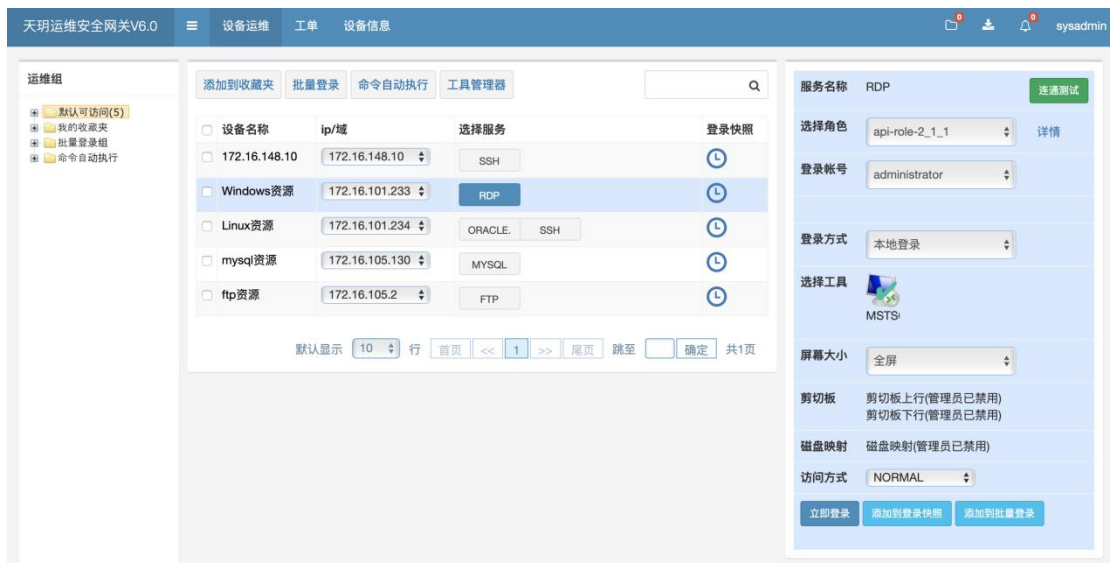 天玥运维安全网关V6.0 设备运维 工单 设备信息 0 0 sysadmin
运维组
默认可访问(5)
我的收藏夹
批量登录组
命令自动执行
添加到收藏夹 批量登录 命令自动执行 工具管理器
设备名称 ip/域 选择服务 登录快照
172.16.148.10 172.16.148.10 SSH
Windows资源 172.16.101.233 RDP
Linux资源 172.16.101.234 ORACLE. SSH
mysql资源 172.16.105.130 MYSQL
ftp资源 172.16.105.2 FTP
默认显示 10 行 首页 << 1 >> 尾页 跳至 确定 共1页
服务名称 RDP 连通测试
选择角色 api-role-2_1_1 详情
登录帐号 administrator
登录方式 本地登录
选择工具
MSTS
屏幕大小 全屏
剪切板 剪切板上行(管理员已禁用)
剪切板下行(管理员已禁用)
磁盘映射 磁盘映射(管理员已禁用)
访问方式 NORMAL
立即登录 添加到登录快照 添加到批量登录